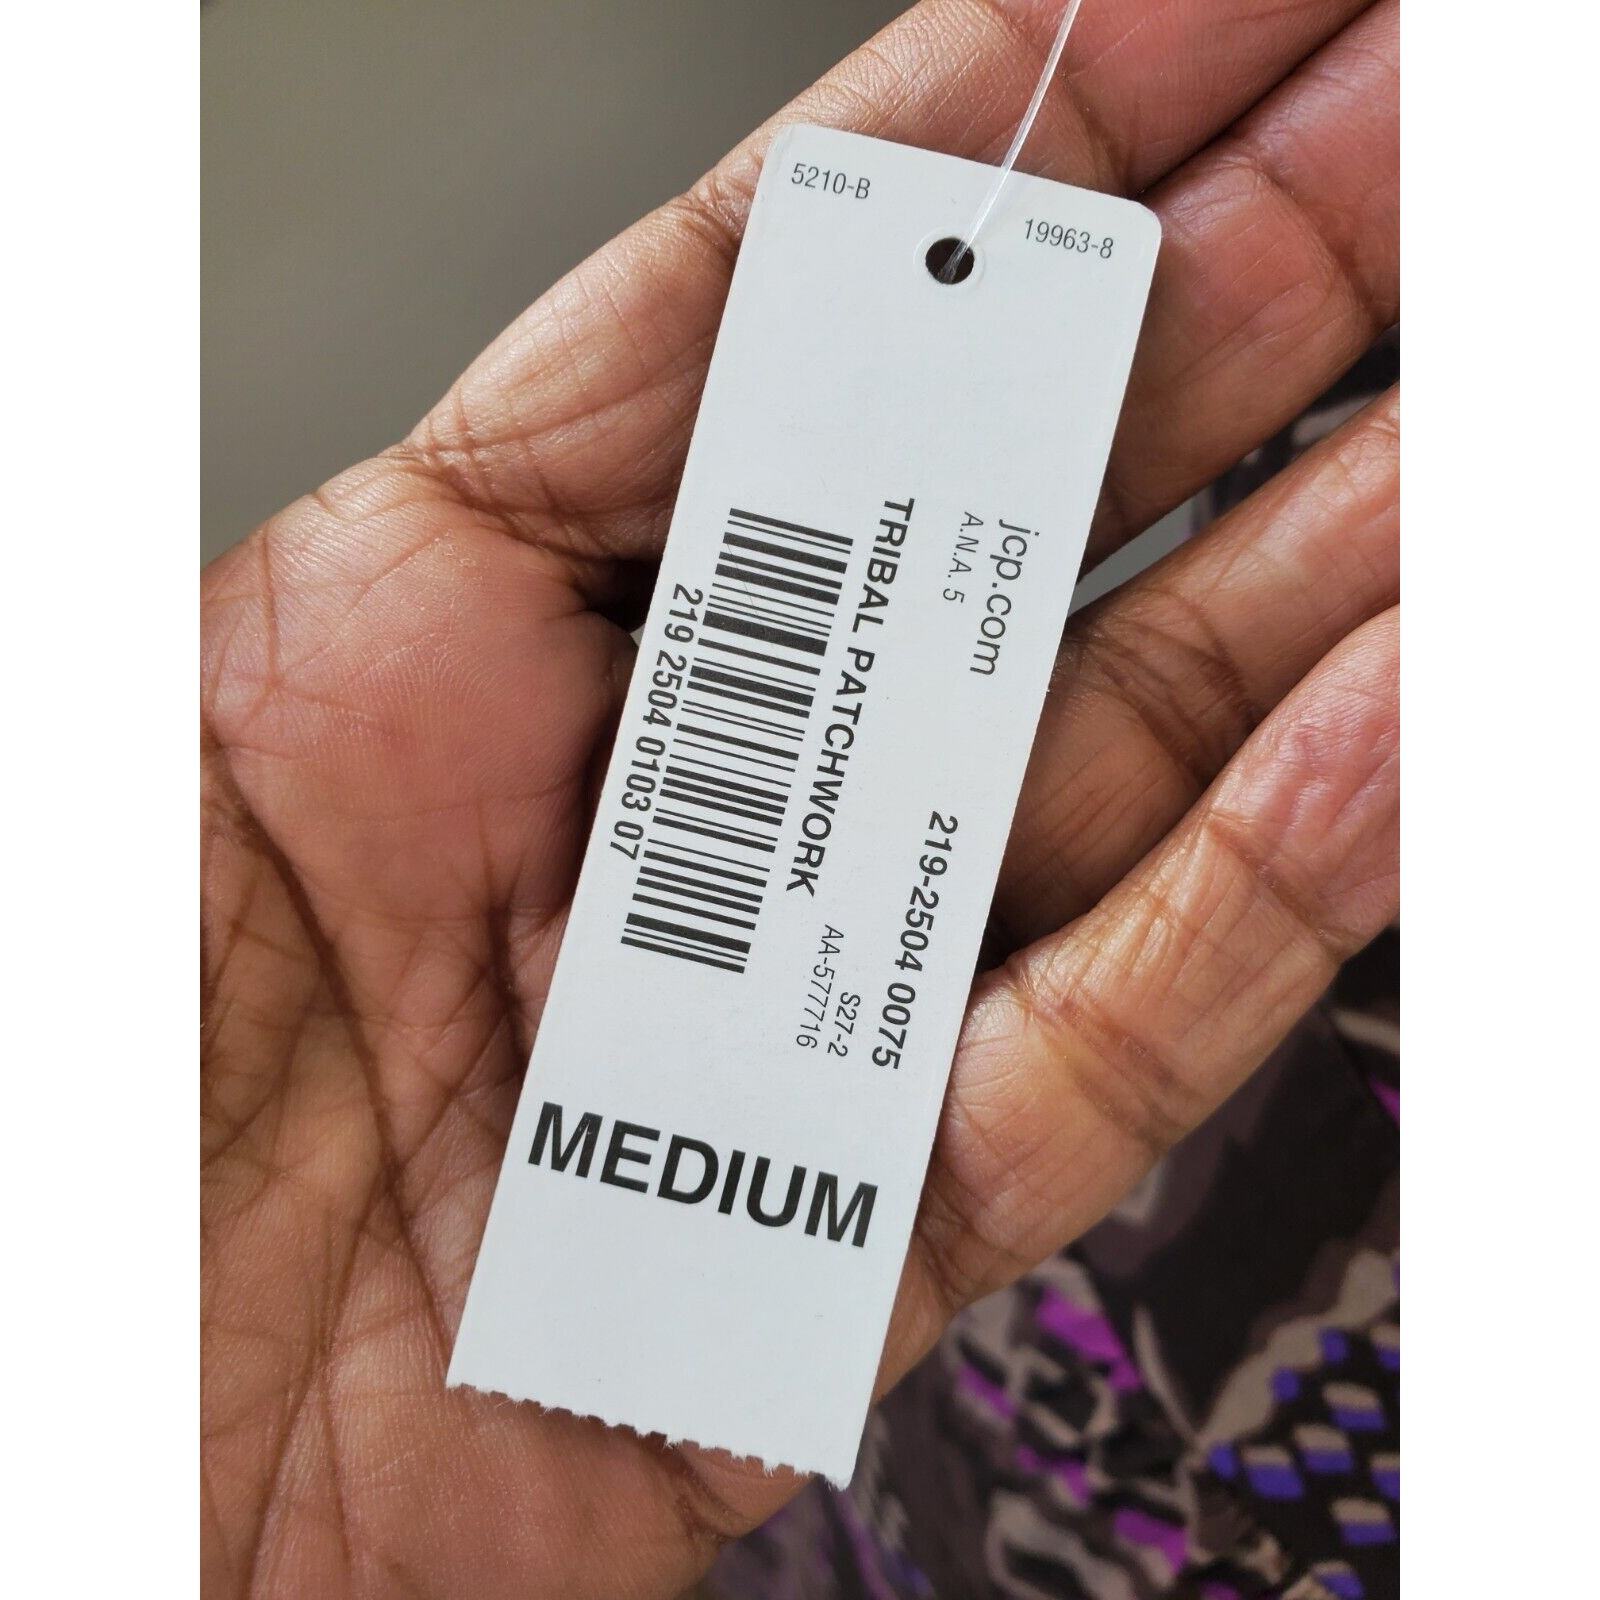 5210-B
19963-8
jcp.com
A.N.A. 5
219-2504 0075
TRIBAL PATCHWORK
S27-2
AA-577716
219 2504 0103 07
MEDIUM